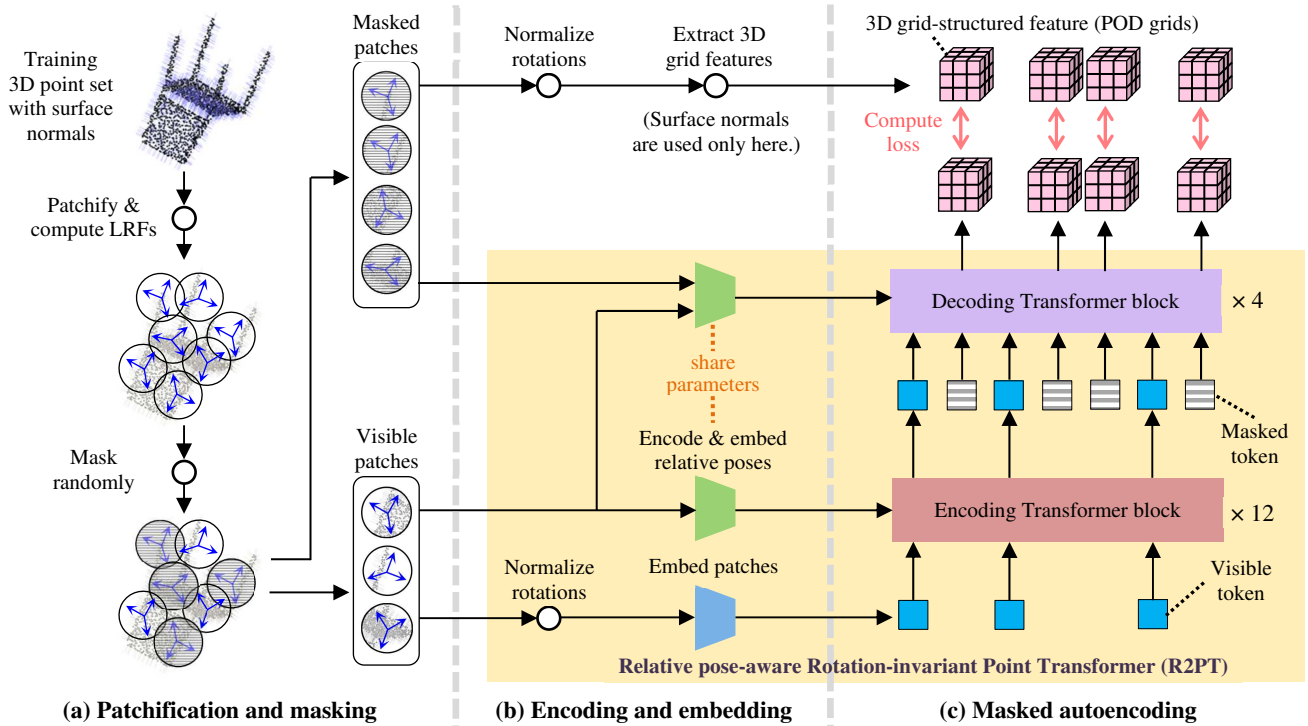 Training
3D point set
with surface
normals
Patchify &
compute LRFs
Mask
randomly
Masked
patches
Visible
patches
(a) Patchification and masking
Normalize
rotations
Extract 3D
grid features
(Surface normals
are used only here.)
share
parameters
Encode & embed
relative poses
Normalize
rotations
Embed patches
(b) Encoding and embedding
3D grid-structured feature (POD grids)
Compute
loss
Decoding Transformer block
× 4
Masked
token
Encoding Transformer block
× 12
Visible
token
Relative pose-aware Rotation-invariant Point Transformer (R2PT)
(c) Masked autoencoding